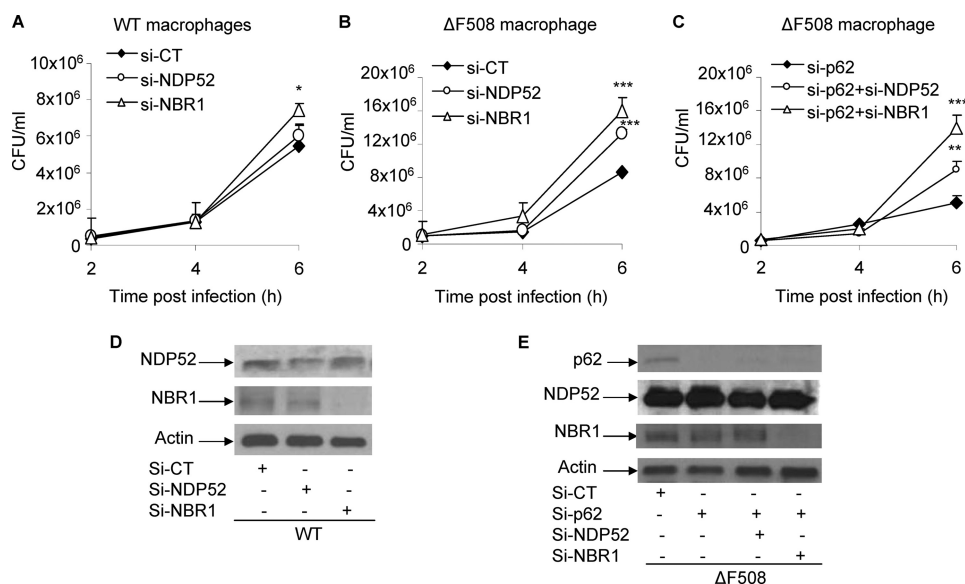 A
WT macrophages
si-CT
si-NDP52
si-NBR1
CFU/ml
10x10⁶
8x10⁶
6x10⁶
4x10⁶
2x10⁶
0
*
2 4 6
Time post infection (h)
B
ΔF508 macrophage
si-CT
si-NDP52
si-NBR1
CFU/ml
20x10⁶
16x10⁶
12x10⁶
8x10⁶
4x10⁶
0
***
***
2 4 6
Time post infection (h)
C
ΔF508 macrophage
si-p62
si-p62+si-NDP52
si-p62+si-NBR1
CFU/ml
20x10⁶
16x10⁶
12x10⁶
8x10⁶
4x10⁶
0
***
**
2 4 6
Time post infection (h)
D
NDP52
NBR1
Actin
Si-CT + - -
Si-NDP52 - + -
Si-NBR1 - - +
WT
E
p62
NDP52
NBR1
Actin
Si-CT + - - -
Si-p62 - + + +
Si-NDP52 - - + -
Si-NBR1 - - - +
ΔF508